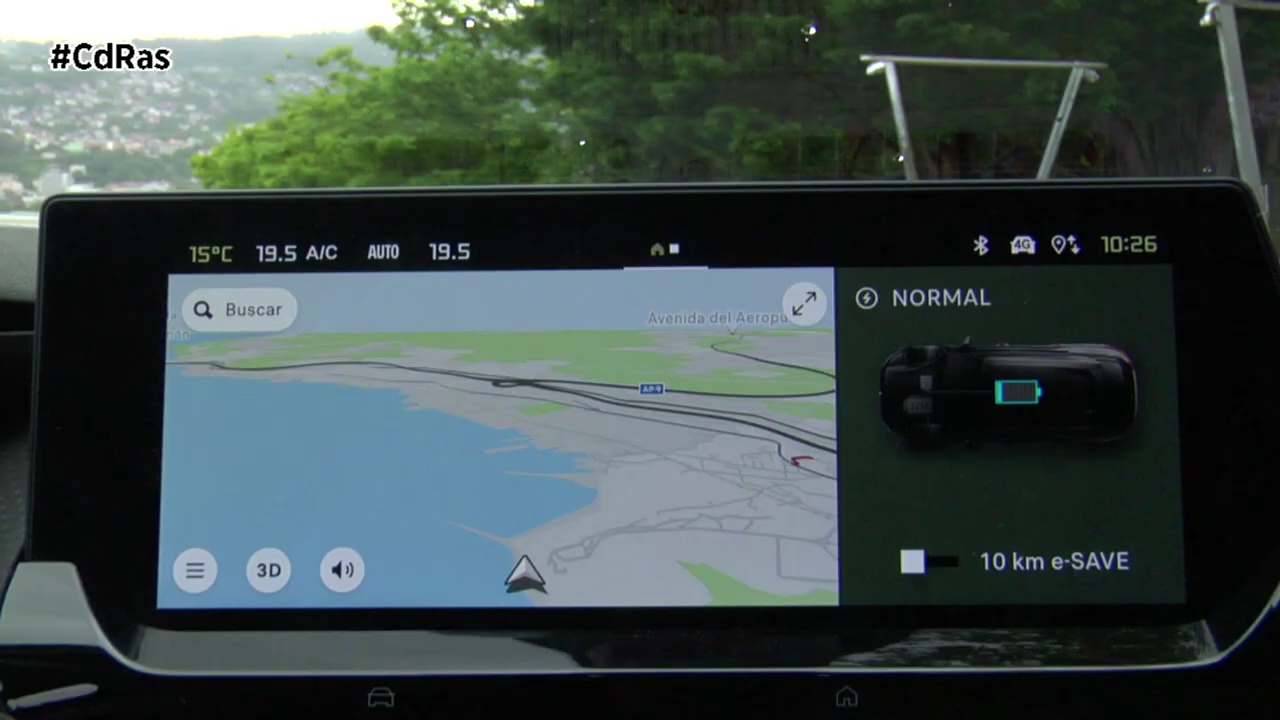 #CdRas
15°C 19.5 A/C AUTO 19.5 4G 10:26
Buscar
Avenida del Aeropu
AP-9
NORMAL
3D
10 km e-SAVE